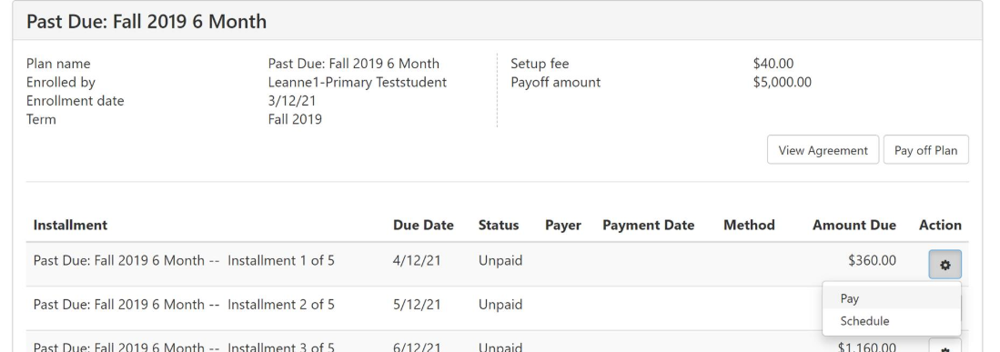 Past Due: Fall 2019 6 Month
Plan name Past Due: Fall 2019 6 Month Setup fee $40.00
Enrolled by Leanne1-Primary Teststudent Payoff amount $5,000.00
Enrollment date 3/12/21
Term Fall 2019
View Agreement Pay off Plan
Installment Due Date Status Payer Payment Date Method Amount Due Action
Past Due: Fall 2019 6 Month -- Installment 1 of 5 4/12/21 Unpaid $360.00
Pay
Past Due: Fall 2019 6 Month -- Installment 2 of 5 5/12/21 Unpaid
Schedule
Past Due: Fall 2019 6 Month -- Installment 3 of 5 6/12/21 Unpaid $1,160.00